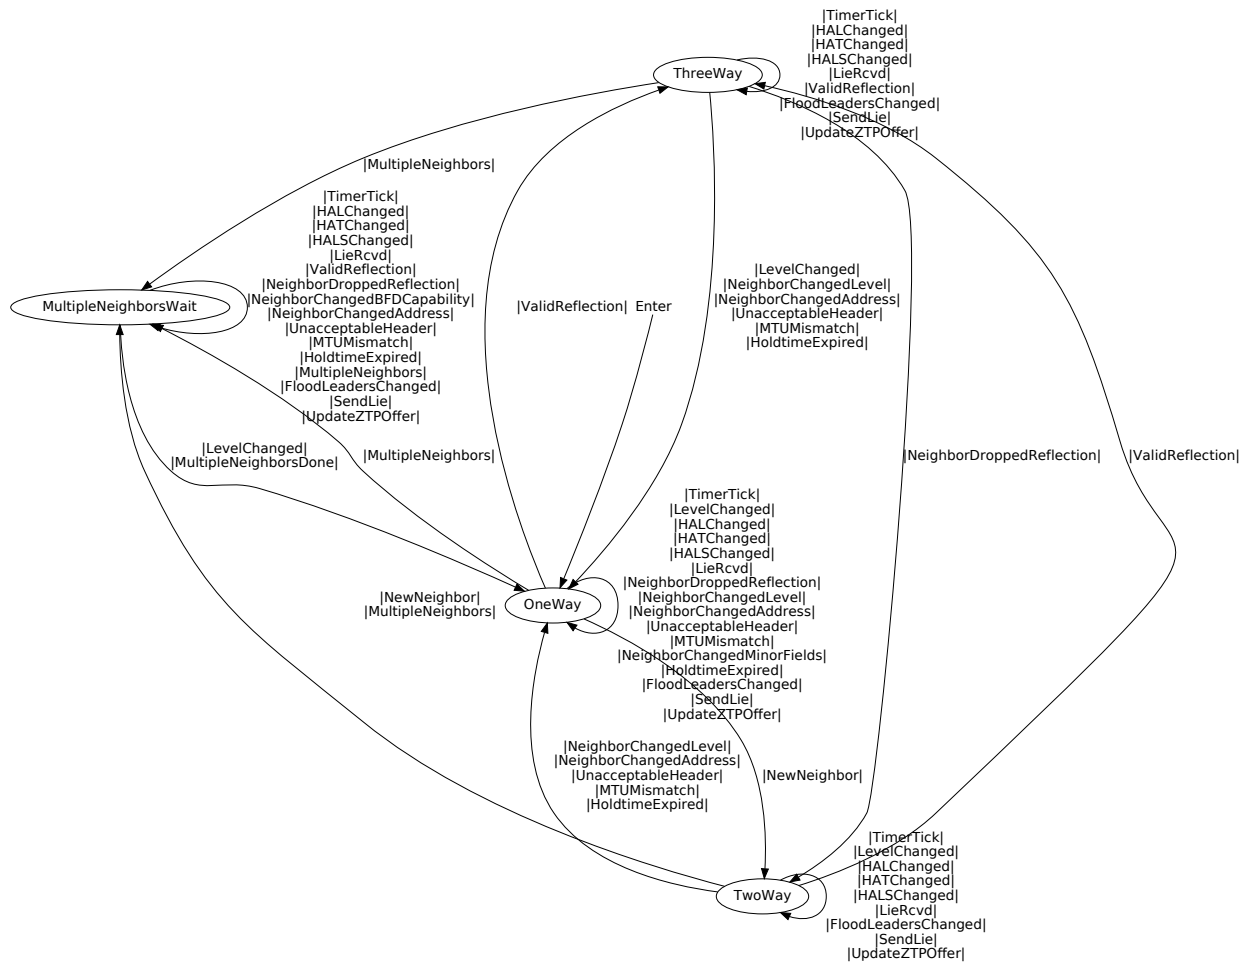 |TimerTick|
|HALChanged|
|HATChanged|
|HALSChanged|
|LieRcvd|
|ValidReflection|
|FloodLeadersChanged|
|SendLie|
|UpdateZTPOffer|
ThreeWay
|MultipleNeighbors|
|TimerTick|
|HALChanged|
|HATChanged|
|HALSChanged|
|LieRcvd|
|ValidReflection|
|NeighborDroppedReflection|
|NeighborChangedBFDCapability|
|NeighborChangedAddress|
|UnacceptableHeader|
|MTUMismatch|
|HoldtimeExpired|
|MultipleNeighbors|
|FloodLeadersChanged|
|SendLie|
|UpdateZTPOffer|
MultipleNeighborsWait
|ValidReflection|
Enter
|LevelChanged|
|NeighborChangedLevel|
|NeighborChangedAddress|
|UnacceptableHeader|
|MTUMismatch|
|HoldtimeExpired|
|LevelChanged|
|MultipleNeighborsDone|
|MultipleNeighbors|
|NeighborDroppedReflection|
|ValidReflection|
|TimerTick|
|LevelChanged|
|HALChanged|
|HATChanged|
|HALSChanged|
|LieRcvd|
|NeighborDroppedReflection|
|NeighborChangedLevel|
|NeighborChangedAddress|
|UnacceptableHeader|
|MTUMismatch|
|NeighborChangedMinorFields|
|HoldtimeExpired|
|FloodLeadersChanged|
|SendLie|
|UpdateZTPOffer|
|NewNeighbor|
|MultipleNeighbors|
OneWay
|NeighborChangedLevel|
|NeighborChangedAddress|
|UnacceptableHeader|
|MTUMismatch|
|HoldtimeExpired|
|NewNeighbor|
|TimerTick|
|LevelChanged|
|HALChanged|
|HATChanged|
|HALSChanged|
|LieRcvd|
|FloodLeadersChanged|
|SendLie|
|UpdateZTPOffer|
TwoWay